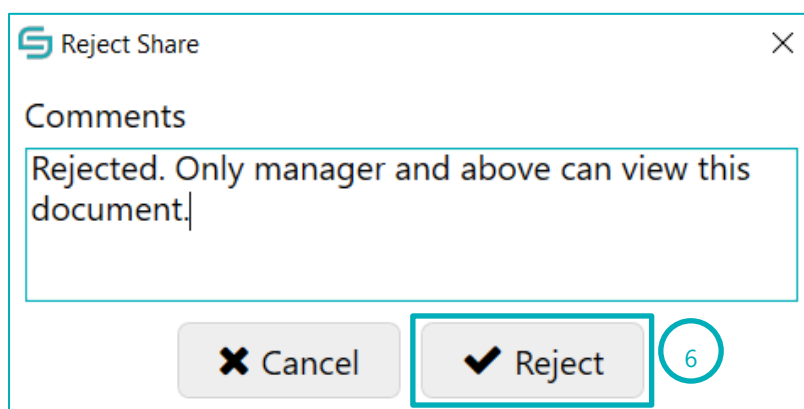 Reject Share
Comments
Rejected. Only manager and above can view this
document.
Cancel
Reject
6